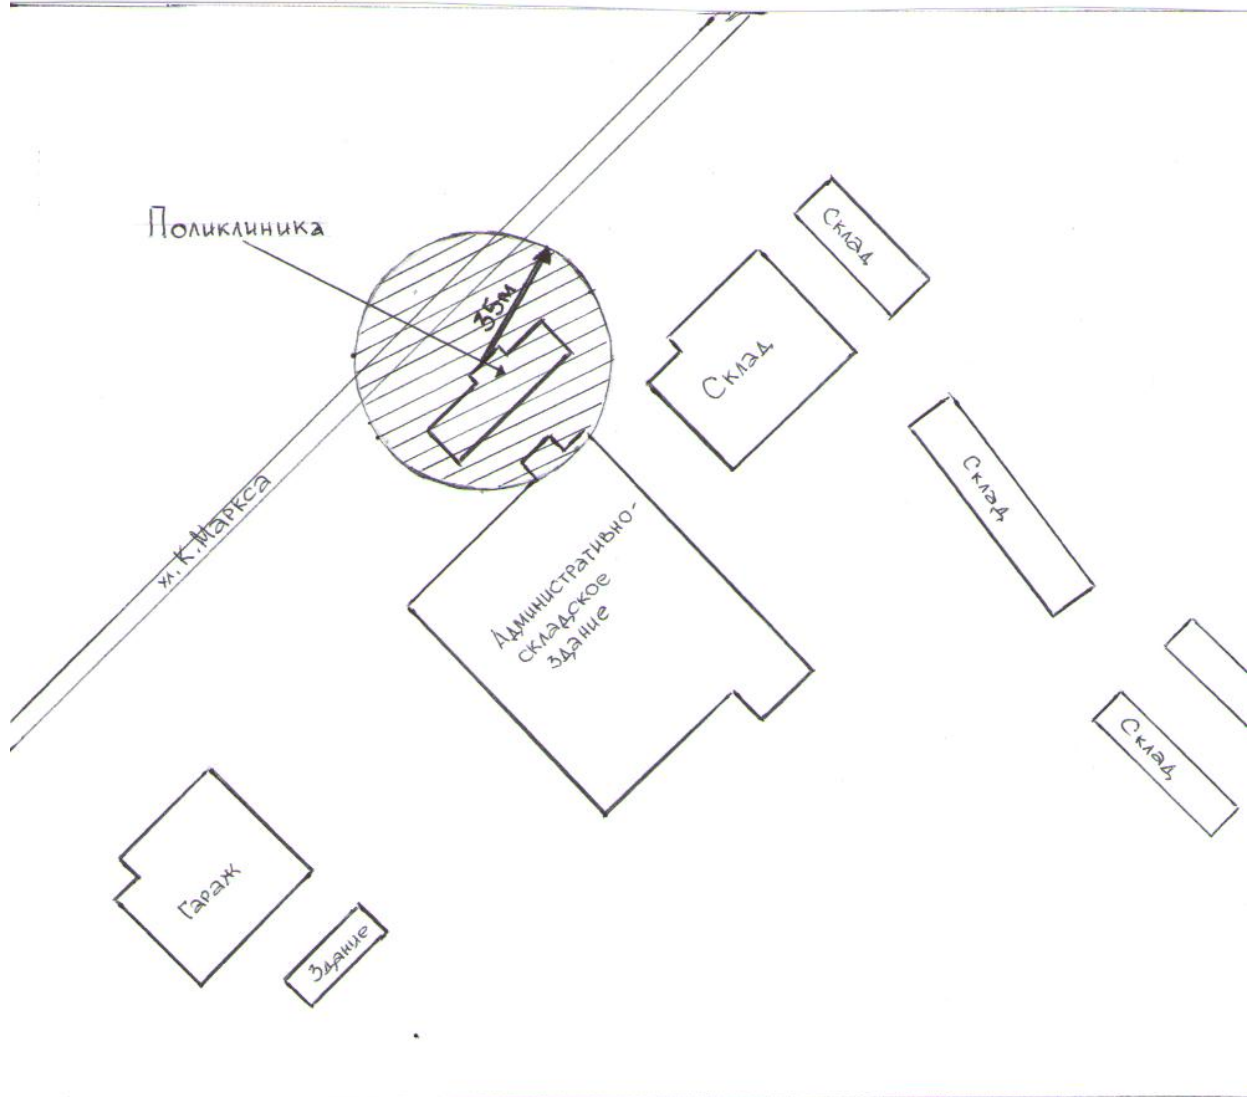 Поликлиника
Склад
35м
Склад
Склад
ул. К.Маркса
Административно-
складское
здание
Склад
Гараж
Здание